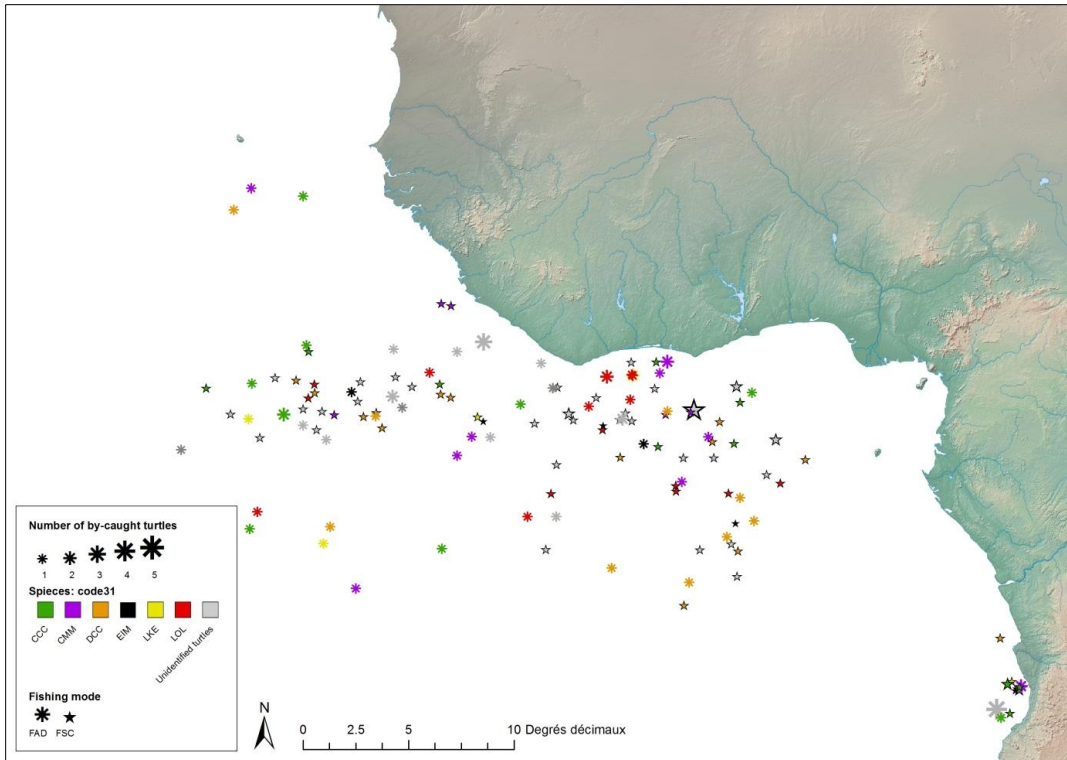 Number of by-caught turtles
1 2 3 4 5
Spieces: code31
CCC CMM DCC EIM LKE LOL Unidentified turtles
Fishing mode
FAD FSC
N
0 2.5 5 10 Degrés décimaux